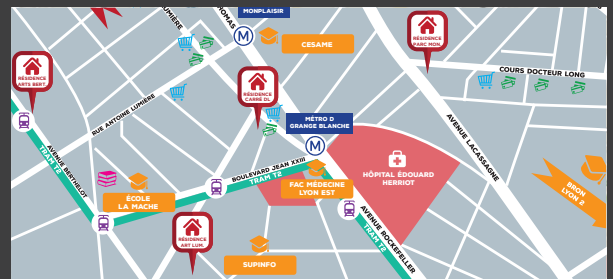 MONPLAISIR
LUMIÈRE
THOMAS
M
CESAME
RÉSIDENCE
PARC MON.
COURS DOCTEUR LONG
RÉSIDENCE
ARTS BERT.
RÉSIDENCE
CARRÉ DL
RUE ANTOINE LUMIÈRE
MÉTRO D
GRANGE BLANCHE
M
AVENUE LACASSAGNE
AVENUE BERTHELOT
TRAM T2
BOULEVARD JEAN XXIII
TRAM T2
HÔPITAL ÉDOUARD
HERRIOT
ÉCOLE
LA MACHE
FAC MÉDECINE
LYON EST
BRON
LYON 2
RÉSIDENCE
ART LUM.
AVENUE ROCKEFELLER
TRAM T2
SUPINFO